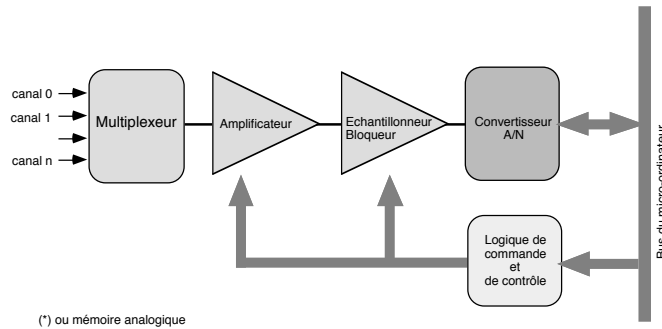 canal 0
canal 1
canal n
Multiplexeur
Amplificateur
Echantillonneur
Bloqueur
Convertisseur
A/N
Logique de
commande
et
de contrôle
Bus du micro-ordinateur
(*) ou mémoire analogique